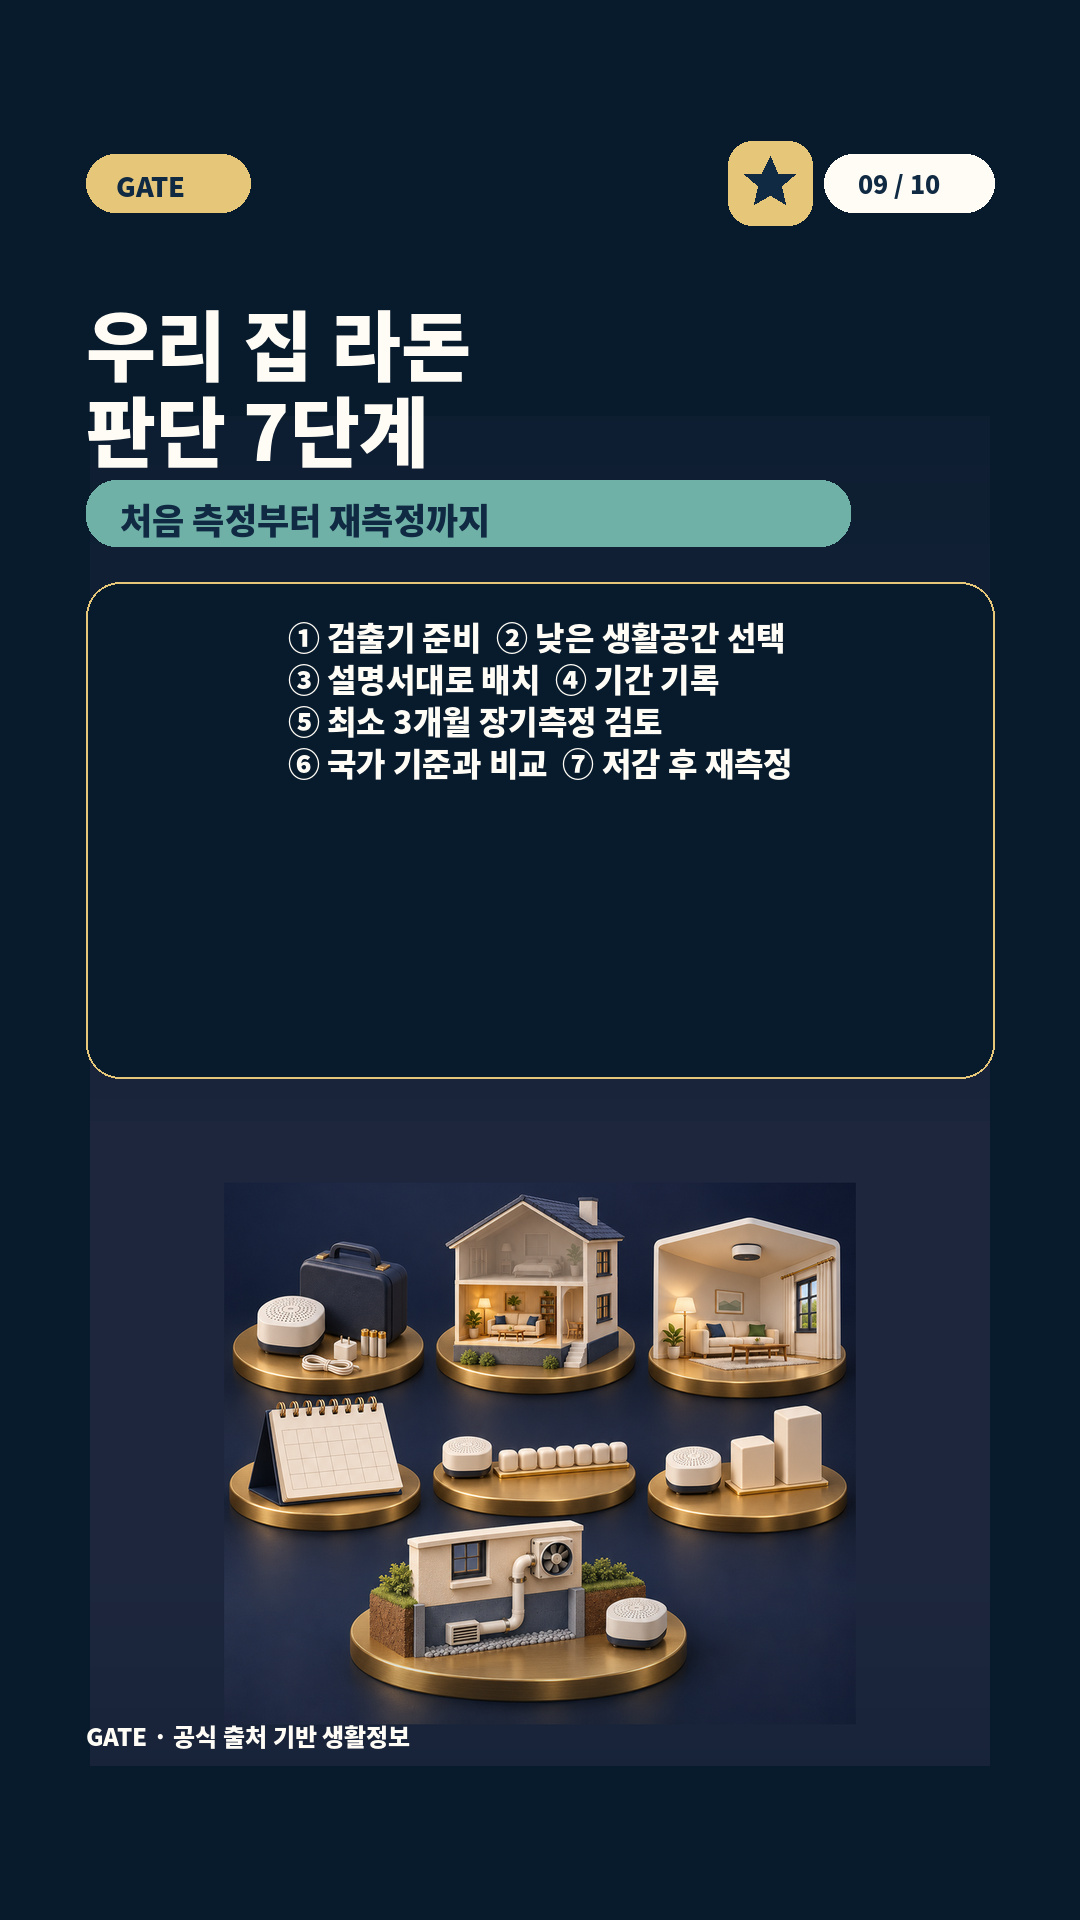 GATE
09 / 10
우리 집 라돈
판단 7단계
처음 측정부터 재측정까지
① 검출기 준비 ② 낮은 생활공간 선택
③ 설명서대로 배치 ④ 기간 기록
⑤ 최소 3개월 장기측정 검토
⑥ 국가 기준과 비교 ⑦ 저감 후 재측정
GATE · 공식 출처 기반 생활정보